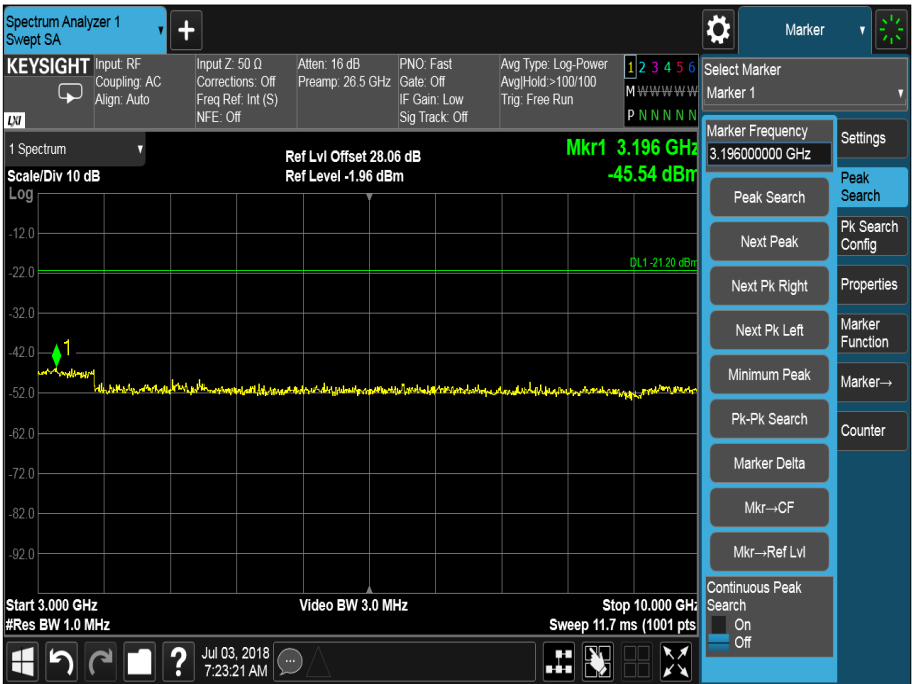 Spectrum Analyzer 1
Swept SA
+
Marker
KEYSIGHT
LXI
Input: RF
Coupling: AC
Align: Auto
Input Z: 50 Ω
Corrections: Off
Freq Ref: Int (S)
NFE: Off
Atten: 16 dB
Preamp: 26.5 GHz
PNO: Fast
Gate: Off
IF Gain: Low
Sig Track: Off
Avg Type: Log-Power
Avg|Hold:>100/100
Trig: Free Run
1 2 3 4 5 6
M W W W W W
P N N N N N
Select Marker
Marker 1
1 Spectrum
Scale/Div 10 dB
Log
Ref Lvl Offset 28.06 dB
Ref Level -1.96 dBm
Mkr1 3.196 GHz
-45.54 dBm
-12.0
-22.0
-32.0
-42.0
-52.0
-62.0
-72.0
-82.0
-92.0
DL1 -21.20 dBm
1
Start 3.000 GHz
#Res BW 1.0 MHz
Video BW 3.0 MHz
Stop 10.000 GHz
Sweep 11.7 ms (1001 pts
Marker Frequency
3.196000000 GHz
Peak Search
Next Peak
Next Pk Right
Next Pk Left
Minimum Peak
Pk-Pk Search
Marker Delta
Mkr→CF
Mkr→Ref Lvl
Continuous Peak
Search
On
Off
Settings
Peak
Search
Pk Search
Config
Properties
Marker
Function
Marker→
Counter
?
Jul 03, 2018
7:23:21 AM